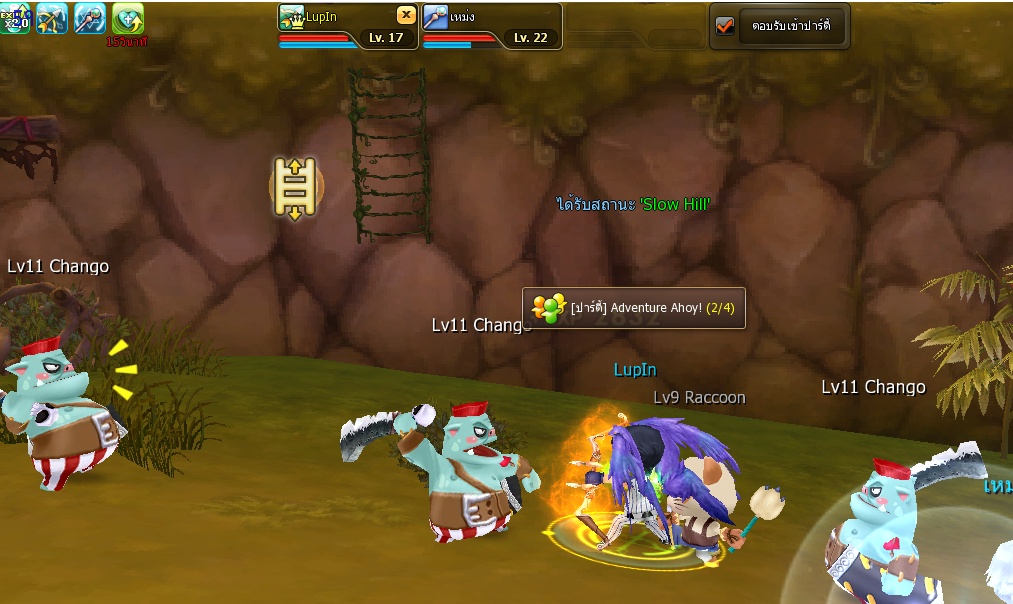 EXP
x2.0
15วินาที
LupIn
Lv. 17
เหม่ง
Lv. 22
ตอบรับเข้าปาร์ตี้
ได้รับสถานะ 'Slow Hill'
Lv11 Chango
[ปาร์ตี้] Adventure Ahoy! (2/4)
Lv11 Chango
LupIn
Lv9 Raccoon
Lv11 Chango
เหม